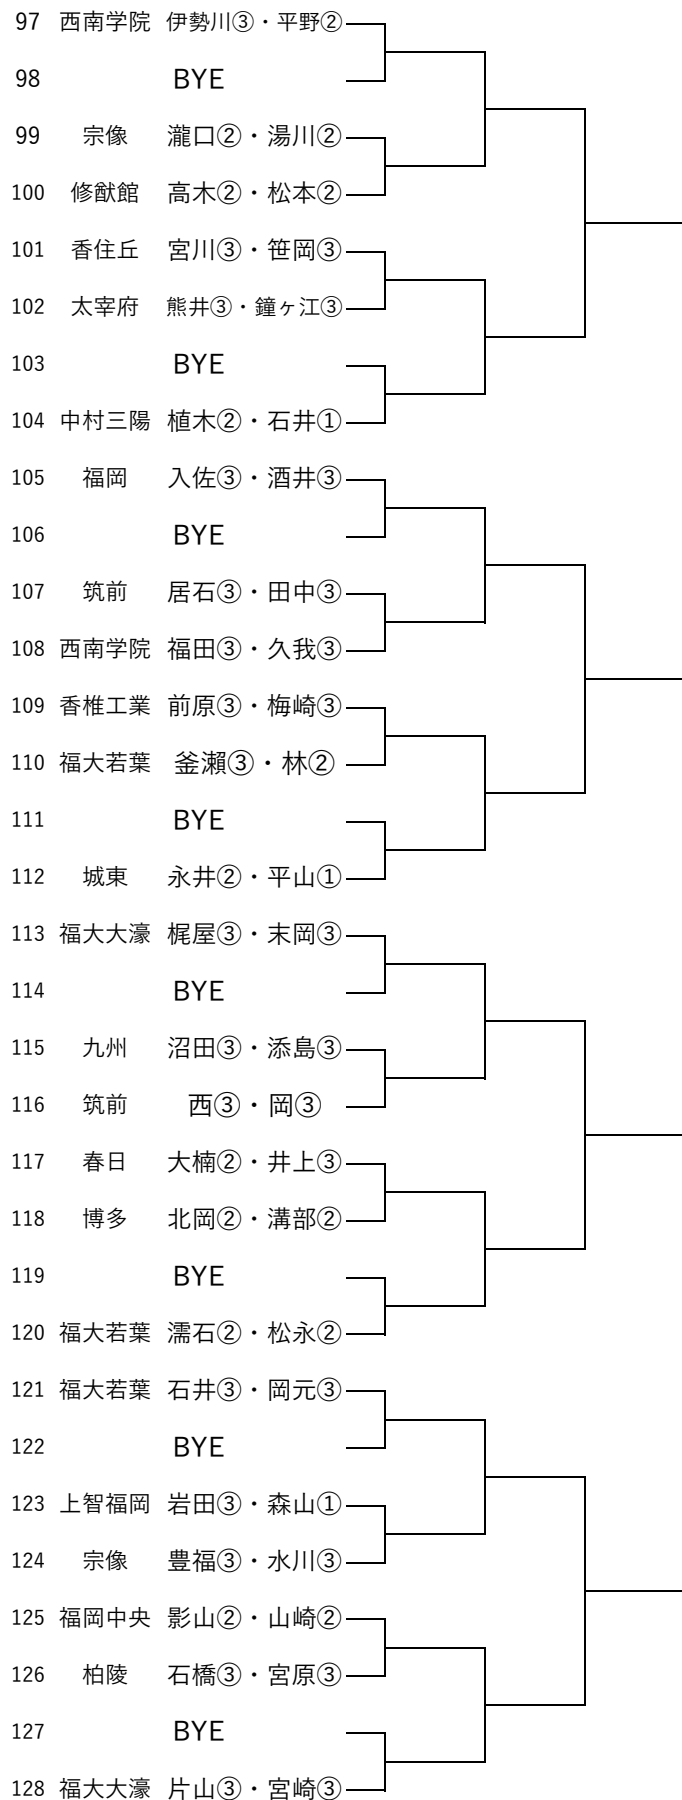 97 西南学院 伊勢川③・平野②
98 BYE
99 宗像 瀧口②・湯川②
100 修猷館 高木②・松本②
101 香住丘 宮川③・笹岡③
102 太宰府 熊井③・鐘ヶ江③
103 BYE
104 中村三陽 植木②・石井①
105 福岡 入佐③・酒井③
106 BYE
107 筑前 居石③・田中③
108 西南学院 福田③・久我③
109 香椎工業 前原③・梅崎③
110 福大若葉 釜瀨③・林②
111 BYE
112 城東 永井②・平山①
113 福大大濠 梶屋③・末岡③
114 BYE
115 九州 沼田③・添島③
116 筑前 西③・岡③
117 春日 大楠②・井上③
118 博多 北岡②・溝部②
119 BYE
120 福大若葉 濡石②・松永②
121 福大若葉 石井③・岡元③
122 BYE
123 上智福岡 岩田③・森山①
124 宗像 豊福③・水川③
125 福岡中央 影山②・山崎②
126 柏陵 石橋③・宮原③
127 BYE
128 福大大濠 片山③・宮崎③